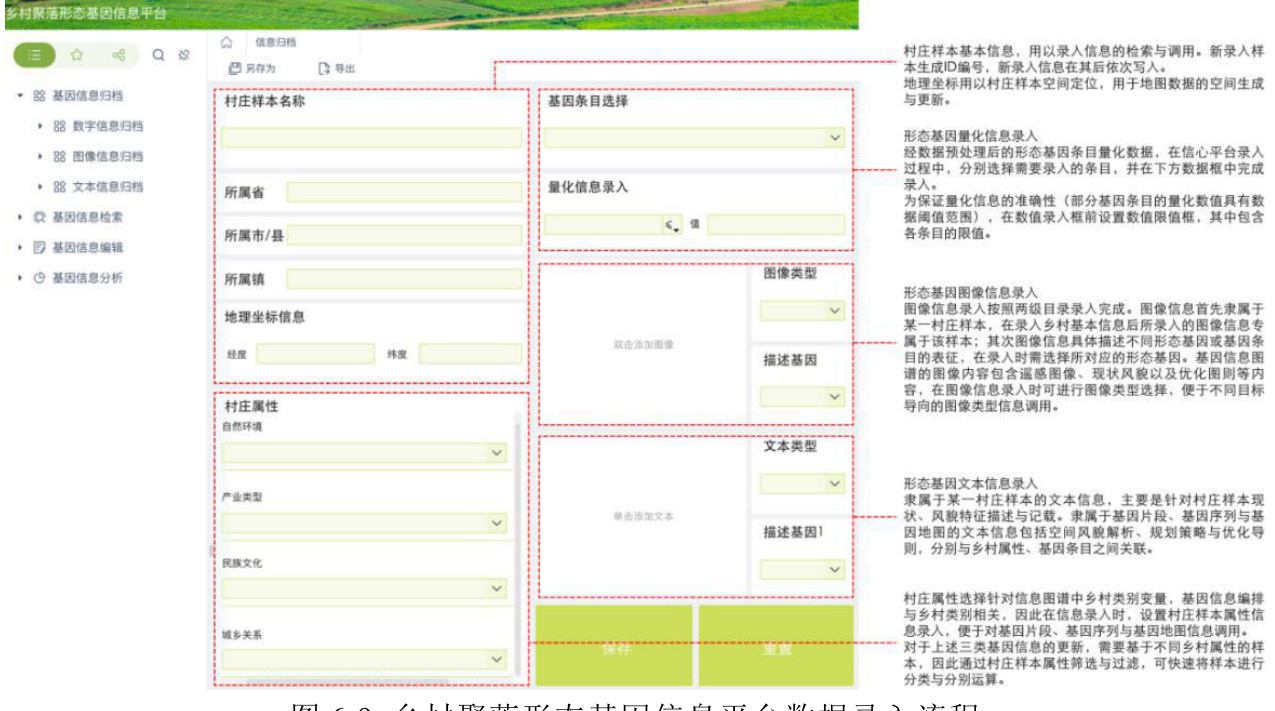 乡村聚落形态基因信息平台
信息归档
另存为
导出
基因信息归档
数字信息归档
图像信息归档
文本信息归档
基因信息检索
基因信息编辑
基因信息分析
村庄样本名称
所属省
所属市/县
所属镇
地理坐标信息
经度
纬度
村庄属性
自然环境
产业类型
民族文化
城乡关系
基因条目选择
量化信息录入
≤
值
双击添加图像
图像类型
描述基因
单击添加文本
文本类型
描述基因1
保存
重置
村庄样本基本信息，用以录入信息的检索与调用。新录入样
本生成ID编号，新录入信息在其后依次写入。
地理坐标用以村庄样本空间定位，用于地图数据的空间生成
与更新。
形态基因量化信息录入
经数据预处理后的形态基因条目量化数据，在信心平台录入
过程中，分别选择需要录入的条目，并在下方数据框中完成
录入。
为保证量化信息的准确性（部分基因条目的量化数值具有数
据阈值范围），在数值录入框前设置数值限值框，其中包含
各条目的限值。
形态基因图像信息录入
图像信息录入按照两级目录录入完成。图像信息首先隶属于
某一村庄样本，在录入乡村基本信息后所录入的图像信息专
属于该样本；其次图像信息具体描述不同形态基因或基因条
目的表征，在录入时需选择所对应的形态基因。基因信息图
谱的图像内容包含遥感图像、现状风貌以及优化图则等内
容，在图像信息录入时可进行图像类型选择，便于不同目标
导向的图像类型信息调用。
形态基因文本信息录入
隶属于某一村庄样本的文本信息，主要是针对村庄样本现
状、风貌特征描述与记载。隶属于基因片段、基因序列与基
因地图的文本信息包括空间风貌解析、规划策略与优化导
则，分别与乡村属性、基因条目之间关联。
村庄属性选择针对信息图谱中乡村类别变量，基因信息编排
与乡村类别相关，因此在信息录入时，设置村庄样本属性信
息录入，便于对基因片段、基因序列与基因地图信息调用。
对于上述三类基因信息的更新，需要基于不同乡村属性的样
本，因此通过村庄样本属性筛选与过滤，可快速将样本进行
分类与分别运算。
乡村聚落形态基因信息平台数据录入流程